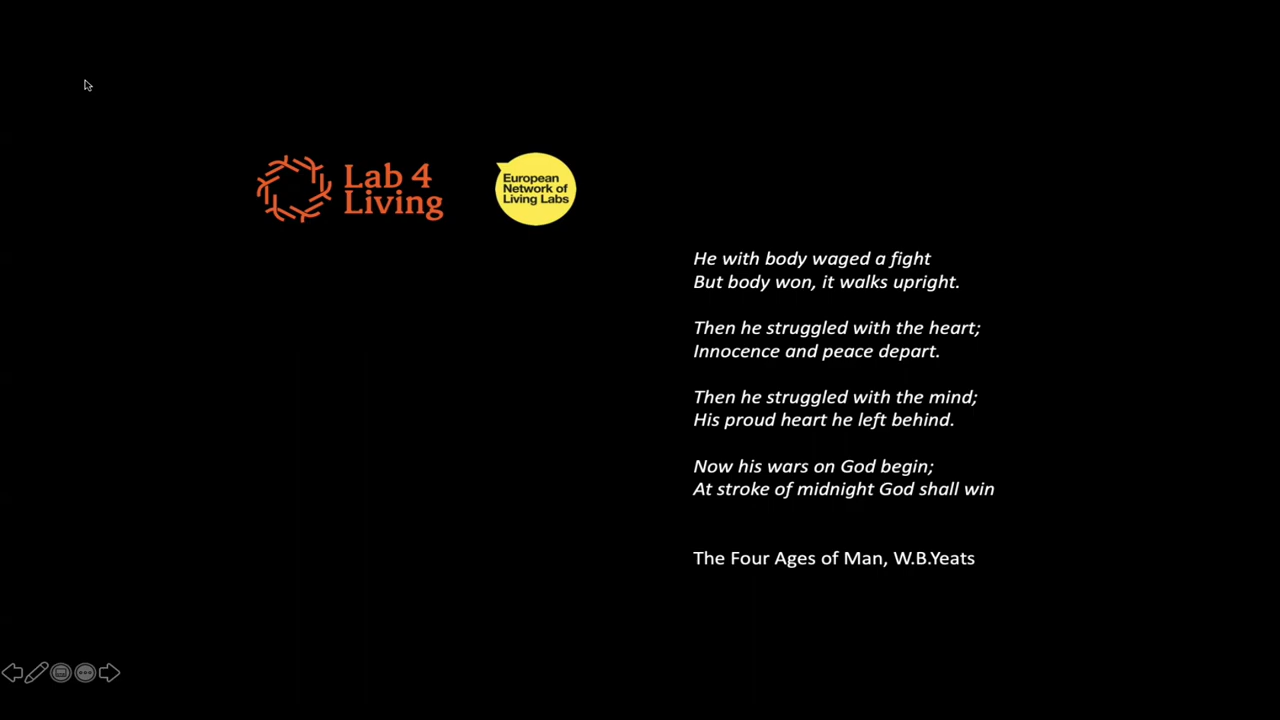 Lab 4
Living
European
Network of
Living Labs
He with body waged a fight
But body won, it walks upright.
Then he struggled with the heart;
Innocence and peace depart.
Then he struggled with the mind;
His proud heart he left behind.
Now his wars on God begin;
At stroke of midnight God shall win
The Four Ages of Man, W.B.Yeats